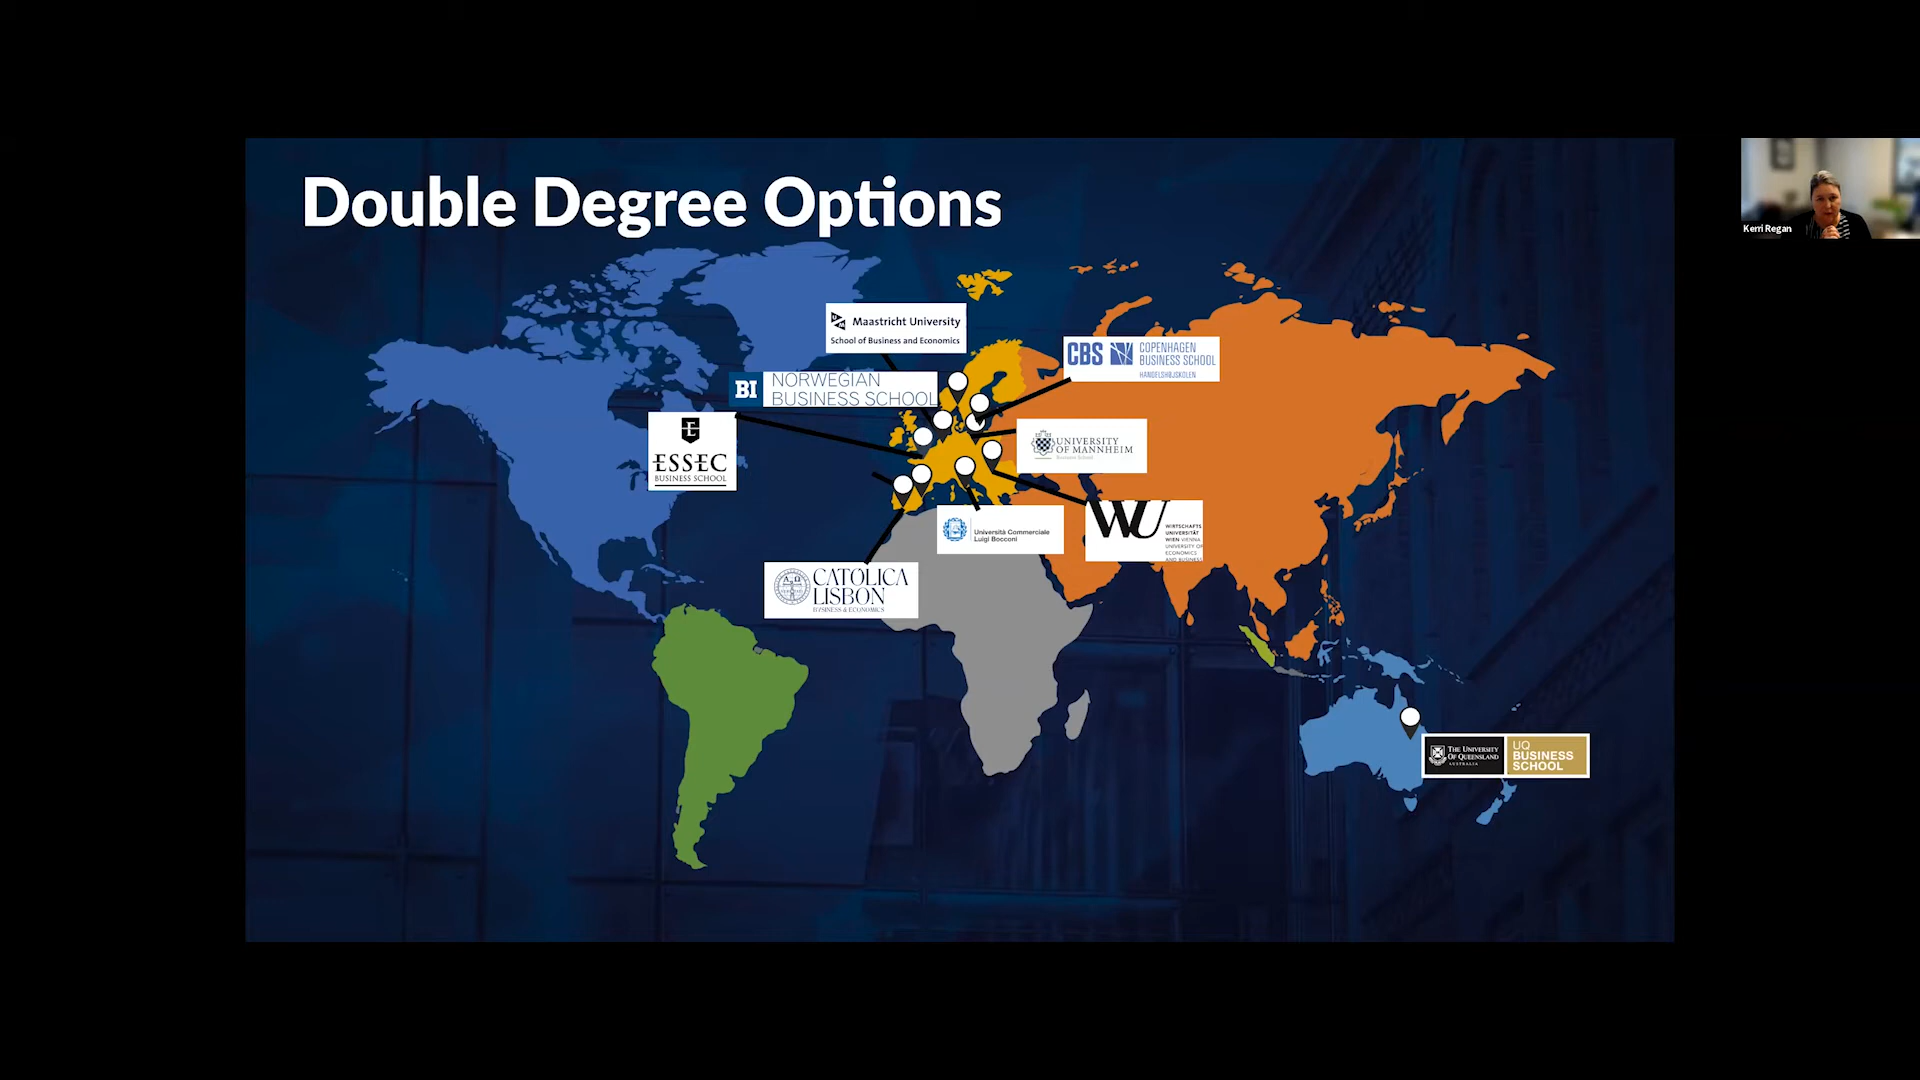 Double Degree Options
Kerri Regan
Maastricht University
School of Business and Economics
CBS
COPENHAGEN
BUSINESS SCHOOL
HANDELSHØJSKOLEN
BI
NORWEGIAN
BUSINESS SCHOOL
E
ESSEC
BUSINESS SCHOOL
UNIVERSITY
OF MANNHEIM
Università Commerciale
Luigi Bocconi
WU
WIRTSCHAFTS
UNIVERSITÄT
WIEN VIENNA
UNIVERSITY OF
ECONOMICS
AND BUSINESS
CATÓLICA
LISBON
BUSINESS & ECONOMICS
THE UNIVERSITY
OF QUEENSLAND
AUSTRALIA
UQ
BUSINESS
SCHOOL